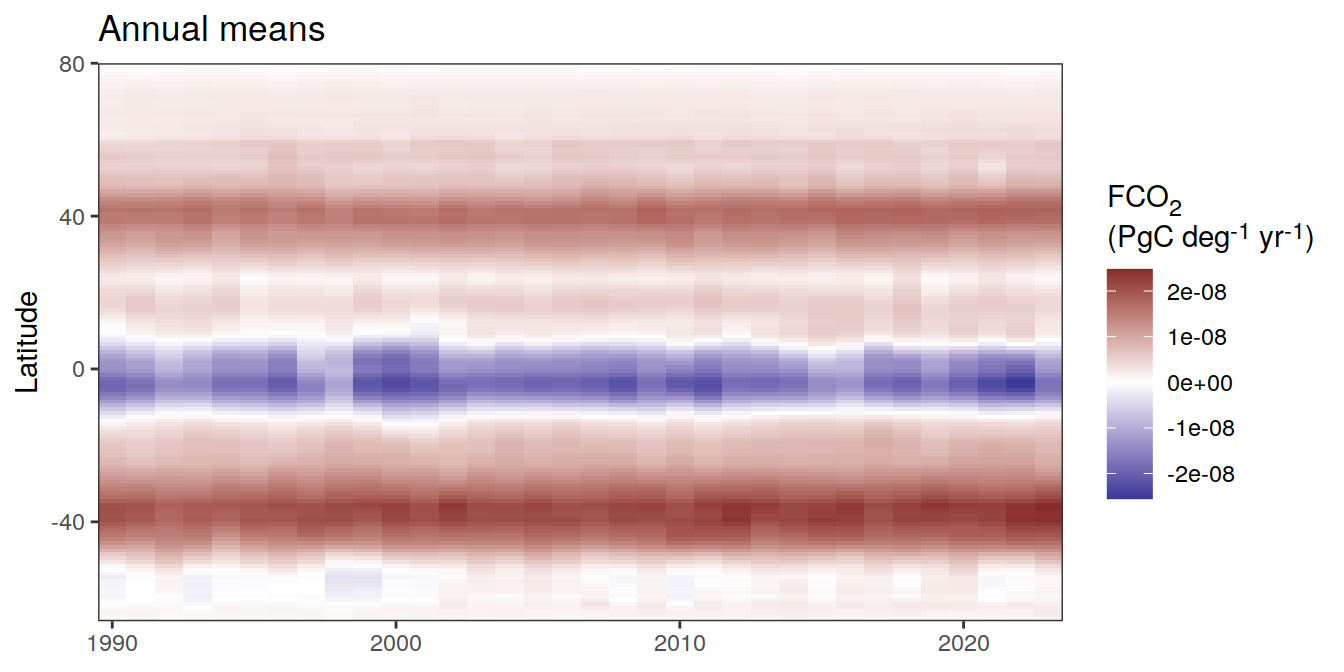 Annual means
80
40
0
-40
Latitude
1990 2000 2010 2020
FCO₂
(PgC deg⁻¹ yr⁻¹)
2e-08
1e-08
0e+00
-1e-08
-2e-08